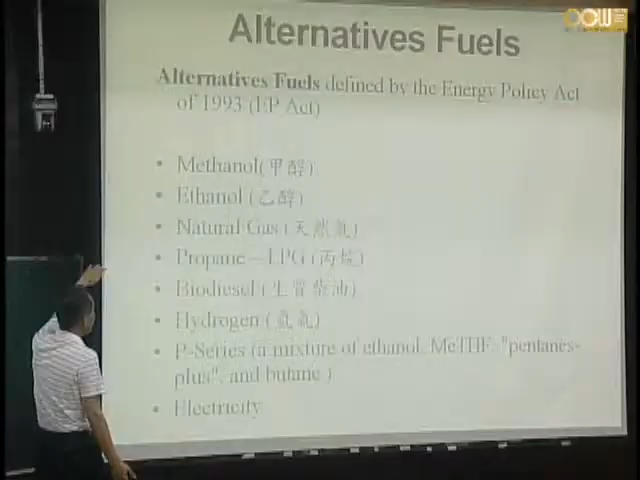 OCW
Alternatives Fuels
Alternatives Fuels defined by the Energy Policy Act
of 1993 (EP Act)
• Methanol(甲醇)
• Ethanol (乙醇)
• Natural Gas (天然氣)
• Propane – LPG (丙烷)
• Biodiesel (生質柴油)
• Hydrogen (氫氣)
• P-Series (a mixture of ethanol, MeTHF, "pentanes-
plus", and butane )
• Electricity